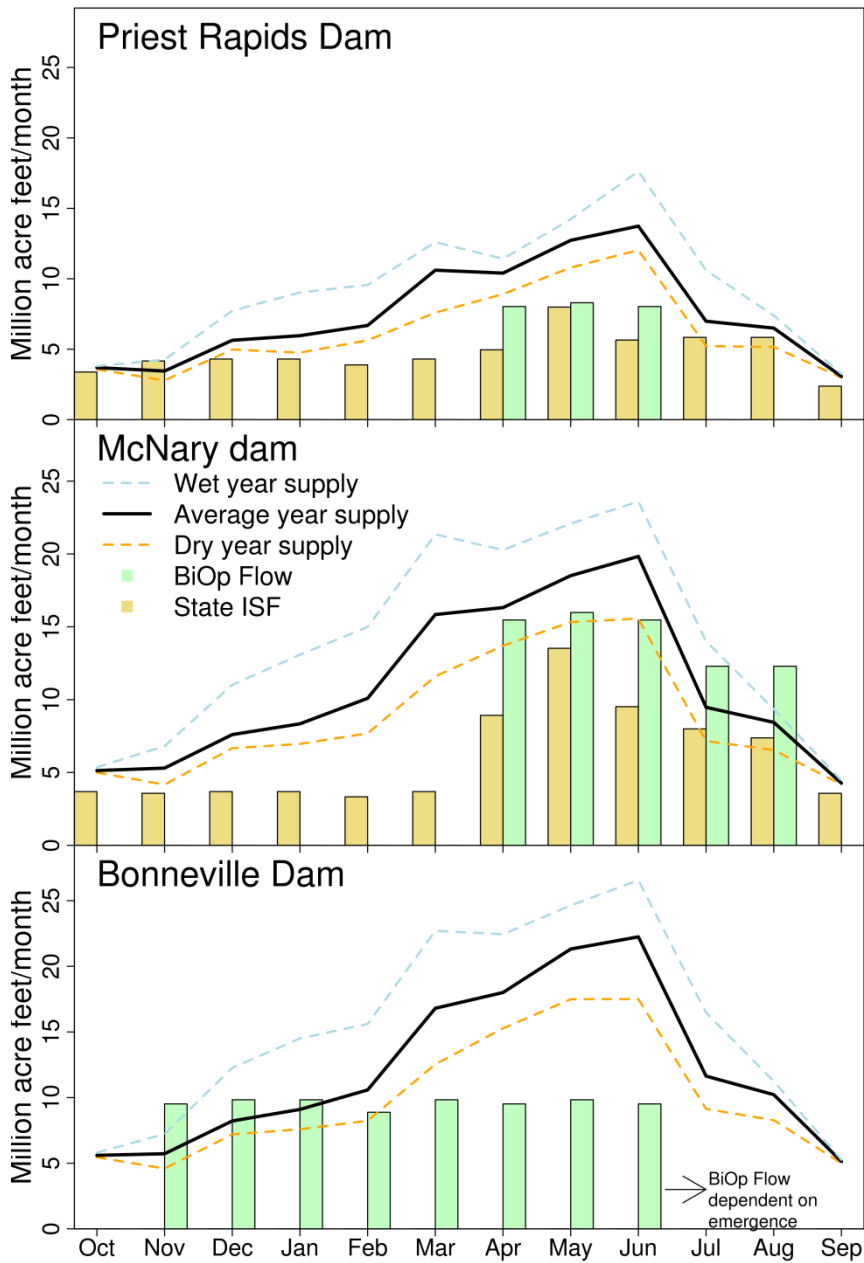 Priest Rapids Dam
Million acre feet/month
25
20
15
10
5
0
McNary dam
Wet year supply
Average year supply
Dry year supply
BiOp Flow
State ISF
Million acre feet/month
25
20
15
10
5
0
Bonneville Dam
Million acre feet/month
25
20
15
10
5
0
BiOp Flow
dependent on
emergence
Oct Nov Dec Jan Feb Mar Apr May Jun Jul Aug Sep